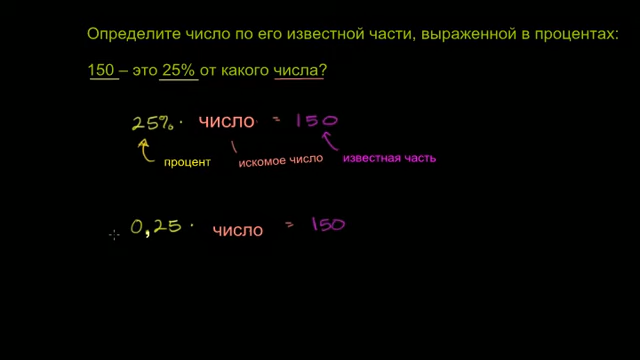 Определите число по его известной части, выраженной в процентах:
150 – это 25% от какого числа?
25% · число = 150
процент искомое число известная часть
0,25 · число = 150